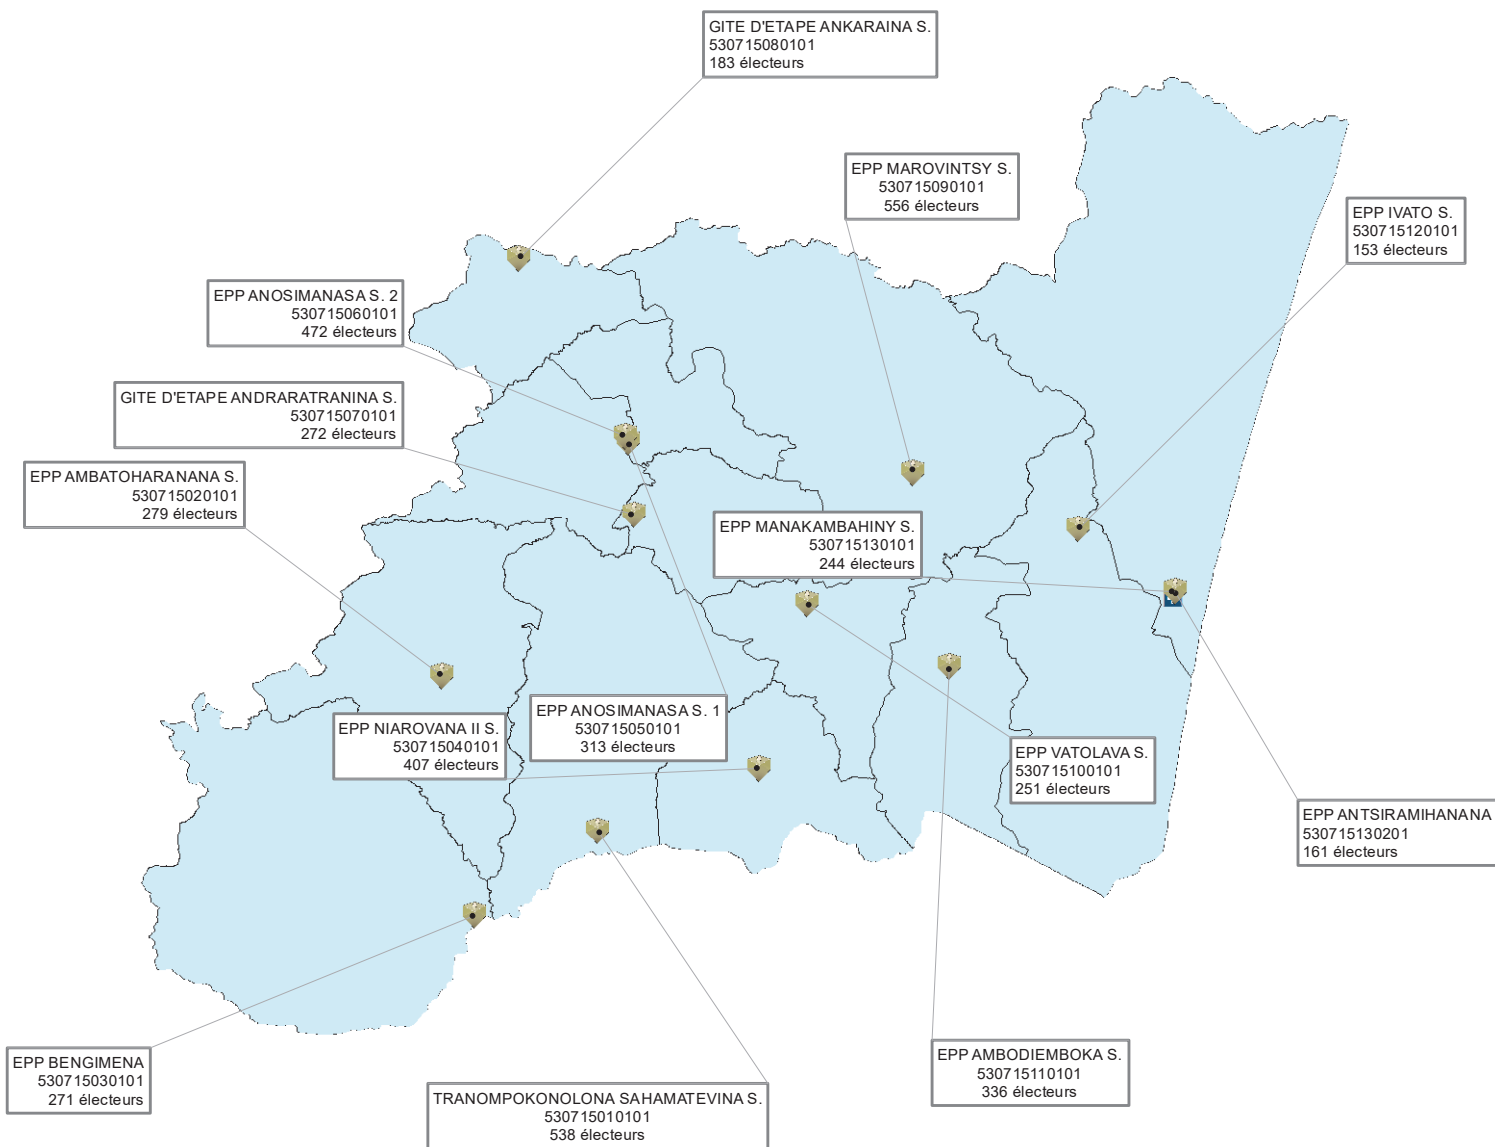 GITE D'ETAPE ANKARAINA S.
530715080101
183 électeurs
EPP MAROVINTSY S.
530715090101
556 électeurs
EPP IVATO S.
530715120101
153 électeurs
EPP ANOSIMANASA S. 2
530715060101
472 électeurs
GITE D'ETAPE ANDRARATRANINA S.
530715070101
272 électeurs
EPP AMBATOHARANANA S.
530715020101
279 électeurs
EPP MANAKAMBAHINY S.
530715130101
244 électeurs
EPP ANOSIMANASA S. 1
530715050101
313 électeurs
EPP NIAROVANA II S.
530715040101
407 électeurs
EPP VATOLAVA S.
530715100101
251 électeurs
EPP ANTSIRAMIHANANA
530715130201
161 électeurs
EPP BENGIMENA
530715030101
271 électeurs
EPP AMBODIEMBOKA S.
530715110101
336 électeurs
TRANOMPOKONOLONA SAHAMATEVINA S.
530715010101
538 électeurs